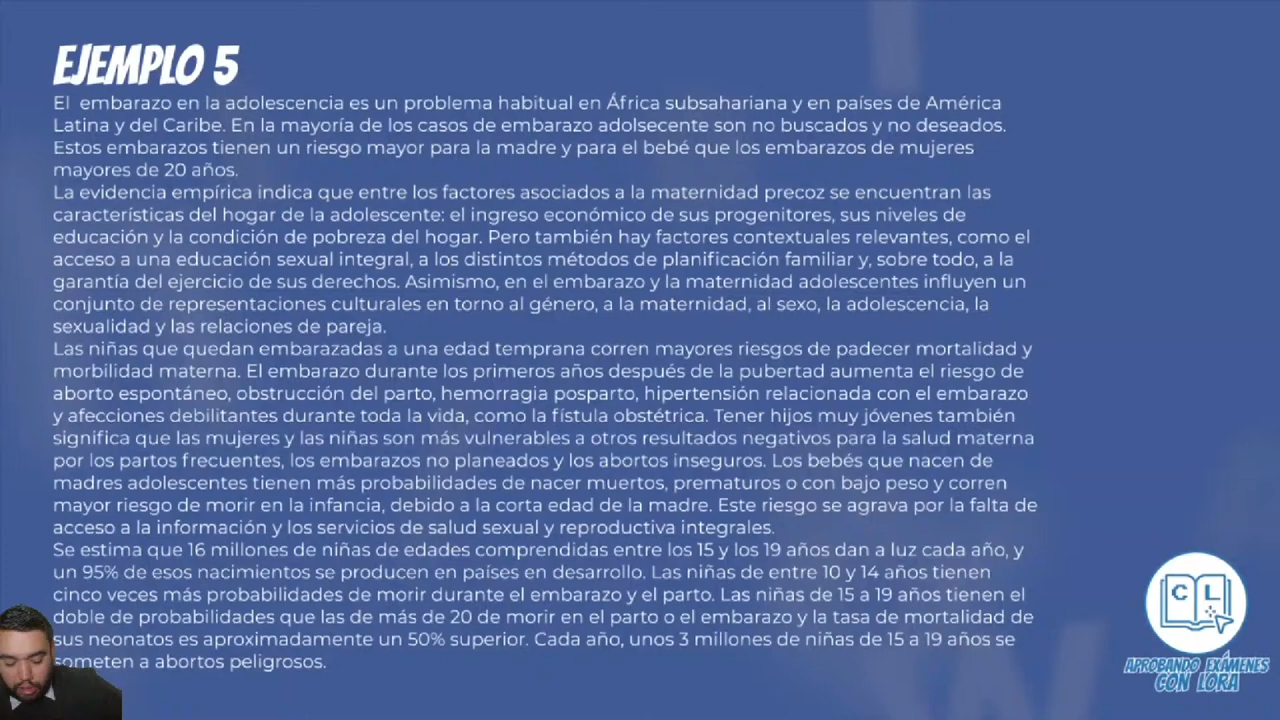 EJEMPLO 5
El embarazo en la adolescencia es un problema habitual en África subsahariana y en países de América
Latina y del Caribe. En la mayoría de los casos de embarazo adolsecente son no buscados y no deseados.
Estos embarazos tienen un riesgo mayor para la madre y para el bebé que los embarazos de mujeres
mayores de 20 años.
La evidencia empírica indica que entre los factores asociados a la maternidad precoz se encuentran las
características del hogar de la adolescente: el ingreso económico de sus progenitores, sus niveles de
educación y la condición de pobreza del hogar. Pero también hay factores contextuales relevantes, como el
acceso a una educación sexual integral, a los distintos métodos de planificación familiar y, sobre todo, a la
garantía del ejercicio de sus derechos. Asimismo, en el embarazo y la maternidad adolescentes influyen un
conjunto de representaciones culturales en torno al género, a la maternidad, al sexo, la adolescencia, la
sexualidad y las relaciones de pareja.
Las niñas que quedan embarazadas a una edad temprana corren mayores riesgos de padecer mortalidad y
morbilidad materna. El embarazo durante los primeros años después de la pubertad aumenta el riesgo de
aborto espontáneo, obstrucción del parto, hemorragia posparto, hipertensión relacionada con el embarazo
y afecciones debilitantes durante toda la vida, como la fístula obstétrica. Tener hijos muy jóvenes también
significa que las mujeres y las niñas son más vulnerables a otros resultados negativos para la salud materna
por los partos frecuentes, los embarazos no planeados y los abortos inseguros. Los bebés que nacen de
madres adolescentes tienen más probabilidades de nacer muertos, prematuros o con bajo peso y corren
mayor riesgo de morir en la infancia, debido a la corta edad de la madre. Este riesgo se agrava por la falta de
acceso a la información y los servicios de salud sexual y reproductiva integrales.
Se estima que 16 millones de niñas de edades comprendidas entre los 15 y los 19 años dan a luz cada año, y
un 95% de esos nacimientos se producen en países en desarrollo. Las niñas de entre 10 y 14 años tienen
cinco veces más probabilidades de morir durante el embarazo y el parto. Las niñas de 15 a 19 años tienen el
doble de probabilidades que las de más de 20 de morir en el parto o el embarazo y la tasa de mortalidad de
sus neonatos es aproximadamente un 50% superior. Cada año, unos 3 millones de niñas de 15 a 19 años se
someten a abortos peligrosos.
C L
APROBANDO EXÁMENES
CON LORA